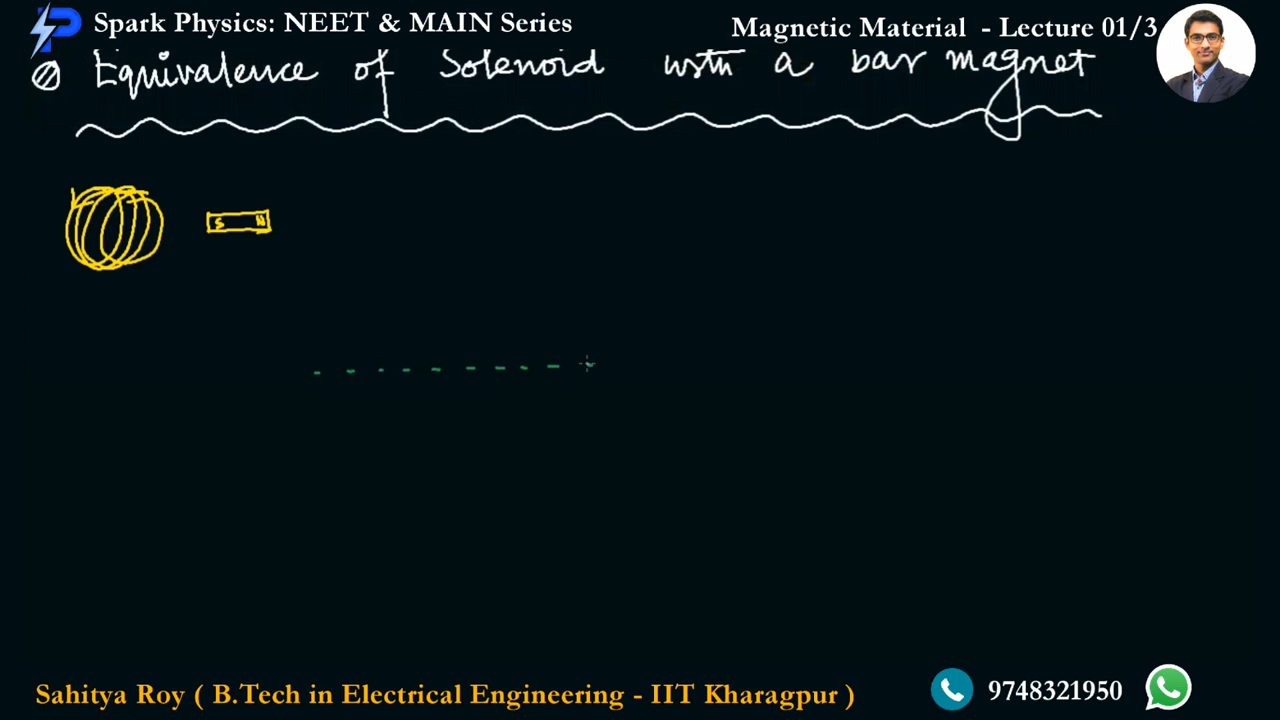 Spark Physics: NEET & MAIN Series
Magnetic Material - Lecture 01/3
Equivalence of Solenoid with a bar magnet
S N
Sahitya Roy ( B.Tech in Electrical Engineering - IIT Kharagpur )
9748321950